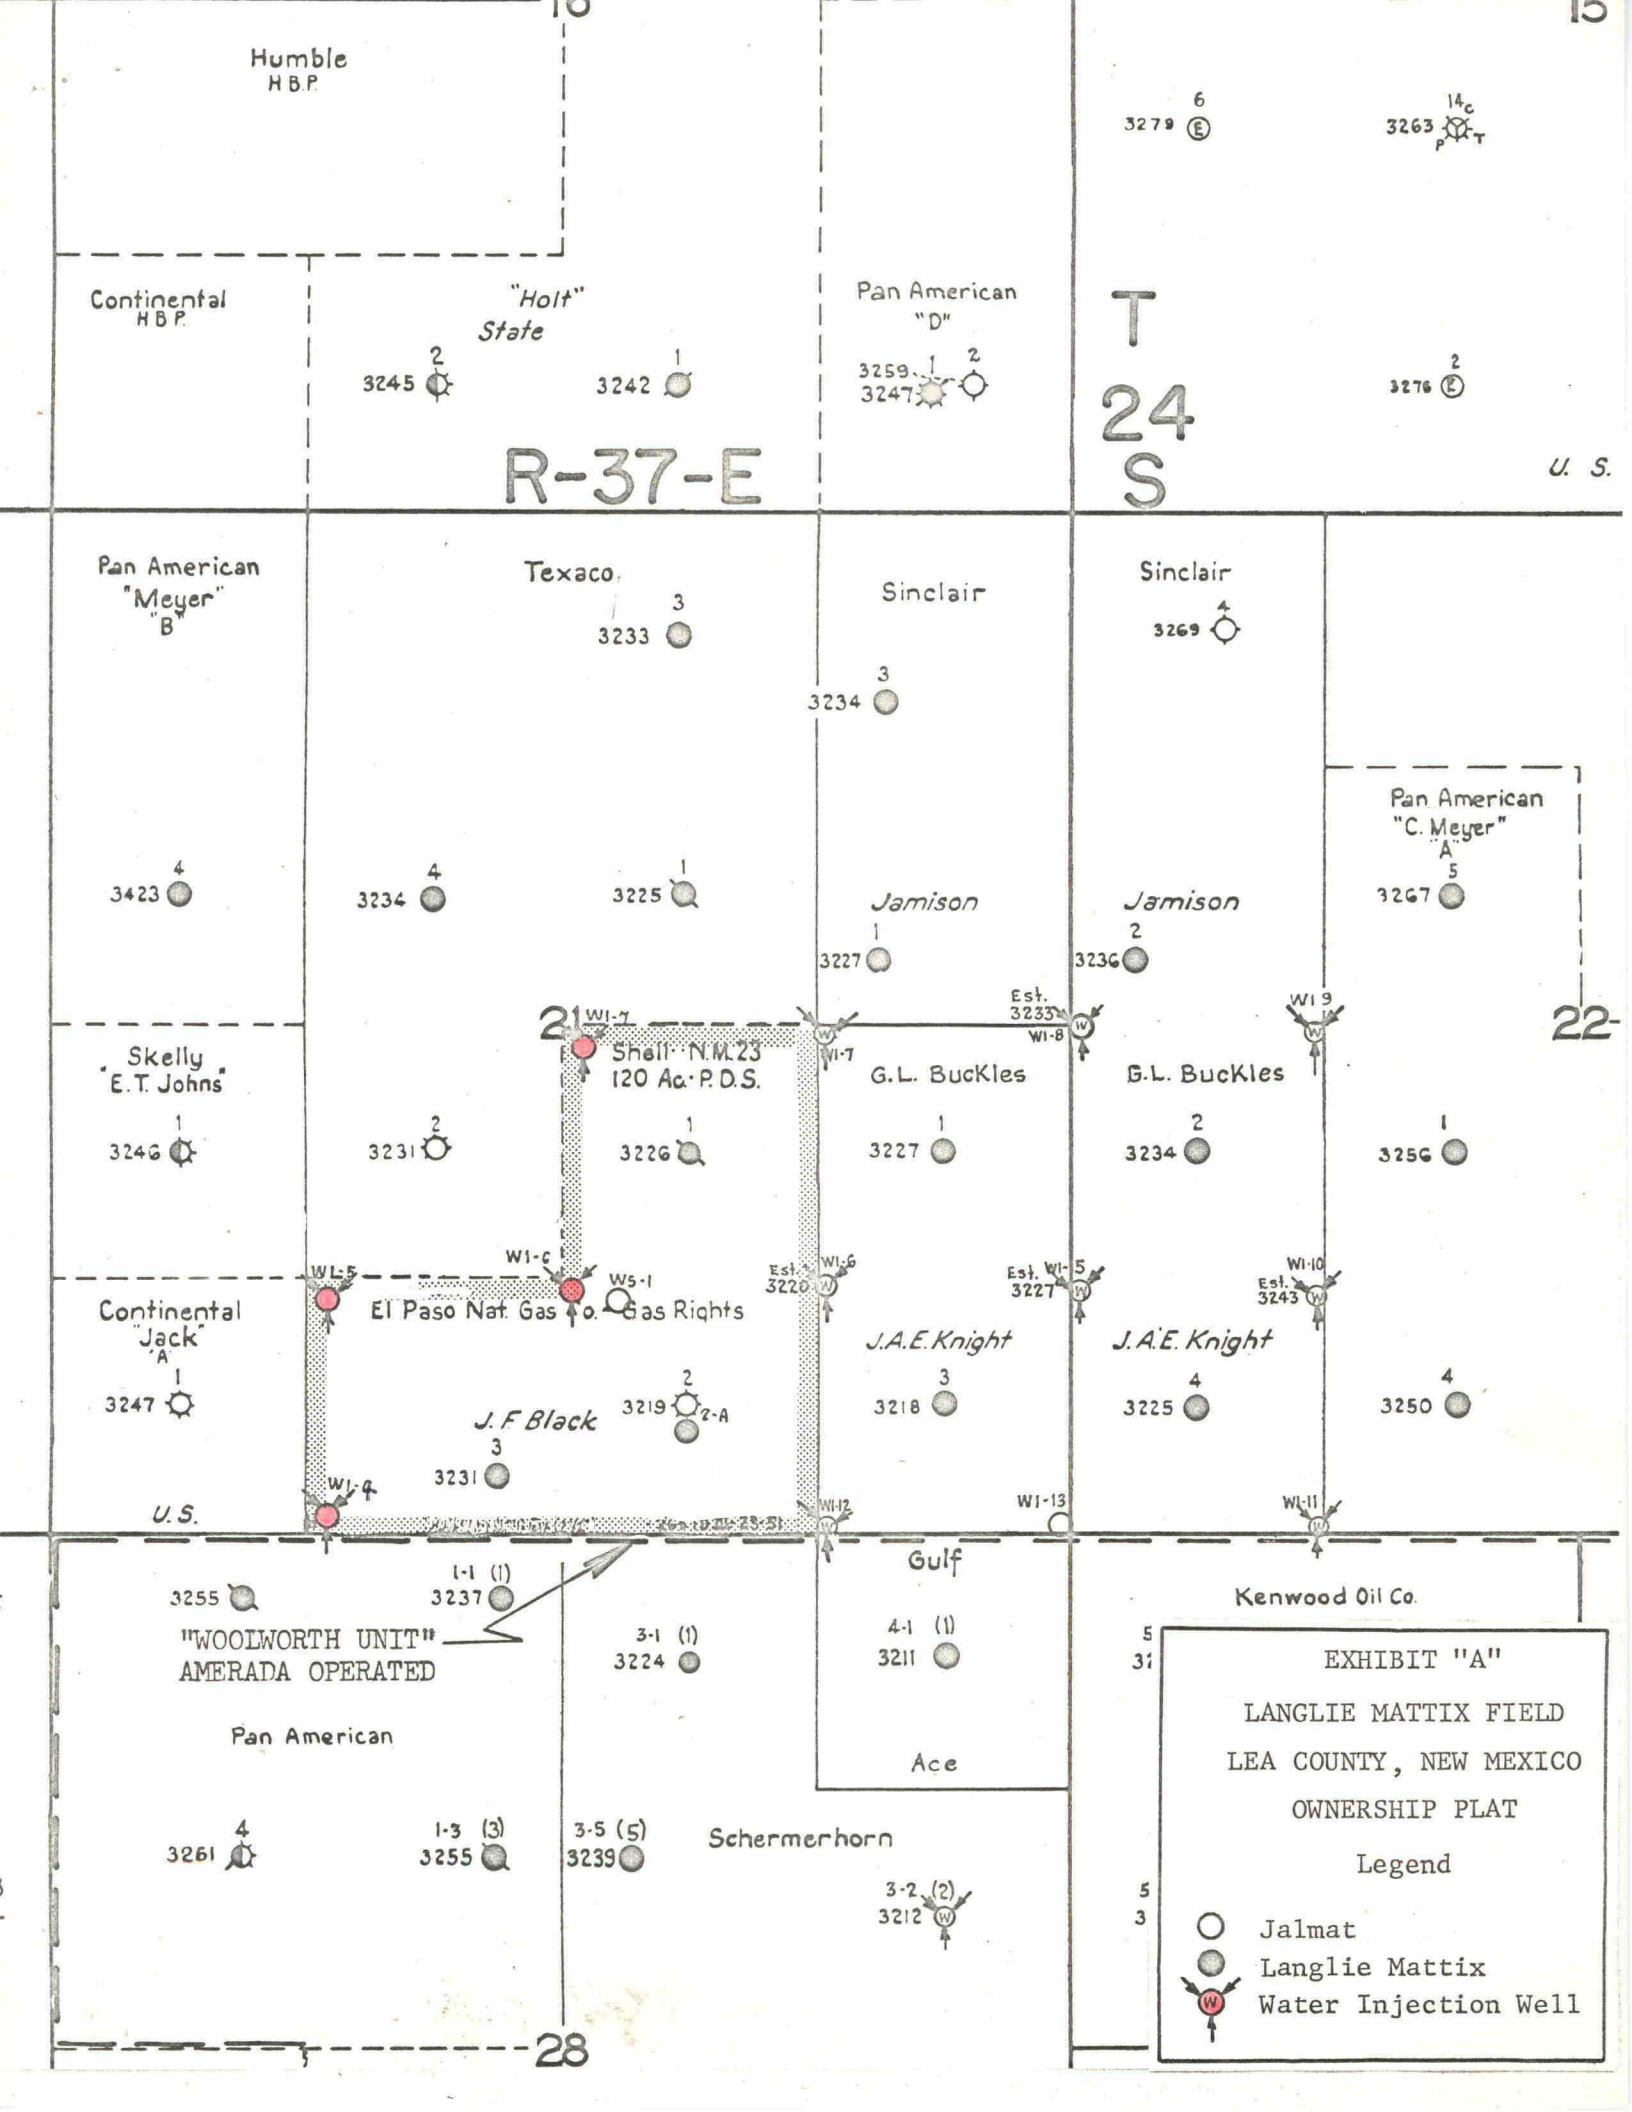 16
15
Humble
H.B.P.
6
3279 E
14
C
3263
P
T
Continental
H B P.
"Holt"
State
2
3245
1
3242
Pan American
"D"
3259
1
2
3247
T
24
S
2
3276 E
R-37-E
U. S.
Pan American
"Meyer"
"B"
Texaco
3
3233
Sinclair
3
3234
Sinclair
4
3269
Pan American
"C. Meyer"
"A"
5
3267
4
3423
4
3234
1
3225
Jamison
1
3227
Jamison
2
3236
21
WI-7
W
WI-7
Est.
3233
WI-8
W
WI 9
W
22-
Skelly
"E.T. Johns"
1
3246
2
3231
Shell N.M. 23
120 Ac. P.D.S.
1
3226
G.L. Buckles
1
3227
G.L. Buckles
2
3234
1
3256
WI-5
WI-6
WS-1
Est.
3220
WI-6
W
Est. WI-5
3227
W
WI-10
Est.
3243
W
Continental
"Jack"
"A"
1
3247
El Paso Nat. Gas Co. - Gas Rights
2
3219
2-A
J. F Black
3
3231
J.A.E. Knight
3
3218
J.A.E. Knight
4
3225
4
3250
U.S.
WI-4
WI-12
W
WI-13
WI-11
W
3255
1-1 (1)
3237
Gulf
Kenwood Oil Co.
"WOOLWORTH UNIT"
AMERADA OPERATED
3-1 (1)
3224
4-1 (1)
3211
5
Pan American
Ace
4
3261
1-3 (3)
3255
3-5 (5)
3239
Schermerhorn
3-2 (2)
3212
W
5
3
28
EXHIBIT "A"
LANGLIE MATTIX FIELD
LEA COUNTY, NEW MEXICO
OWNERSHIP PLAT
Legend
Jalmat
Langlie Mattix
W Water Injection Well